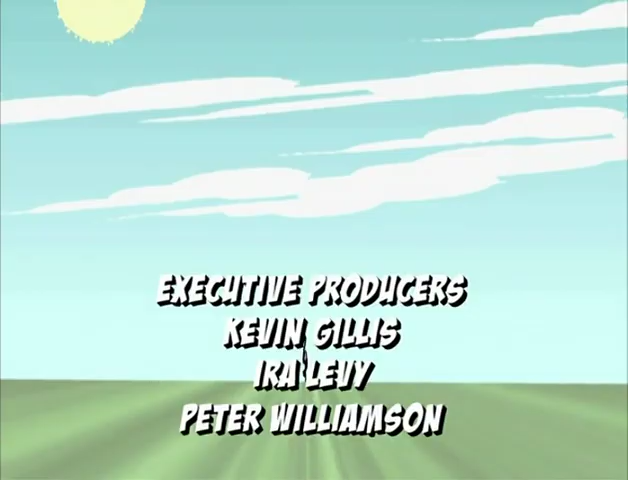 EXECUTIVE PRODUCERS
KEVIN GILLIS
IRA LEVY
PETER WILLIAMSON